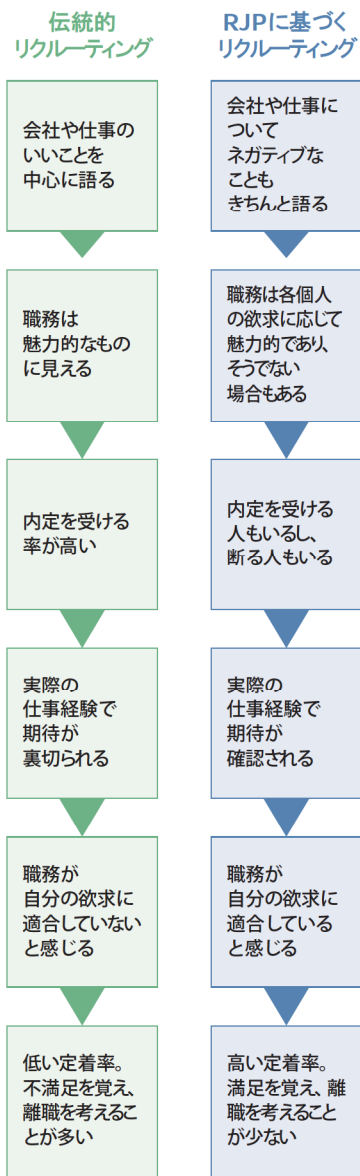 伝統的
リクルーティング
会社や仕事の
いいことを
中心に語る
職務は
魅力的なもの
に見える
内定を受ける
率が高い
実際の
仕事経験で
期待が
裏切られる
職務が
自分の欲求に
適合していない
と感じる
低い定着率。
不満足を覚え、
離職を考えるこ
とが多い
RJPに基づく
リクルーティング
会社や仕事に
ついて
ネガティブな
ことも
きちんと語る
職務は各個人
の欲求に応じて
魅力的であり、
そうでない
場合もある
内定を受ける
人もいるし、
断る人もいる
実際の
仕事経験で
期待が
確認される
職務が
自分の欲求に
適合している
と感じる
高い定着率。
満足を覚え、離
職を考えること
が少ない